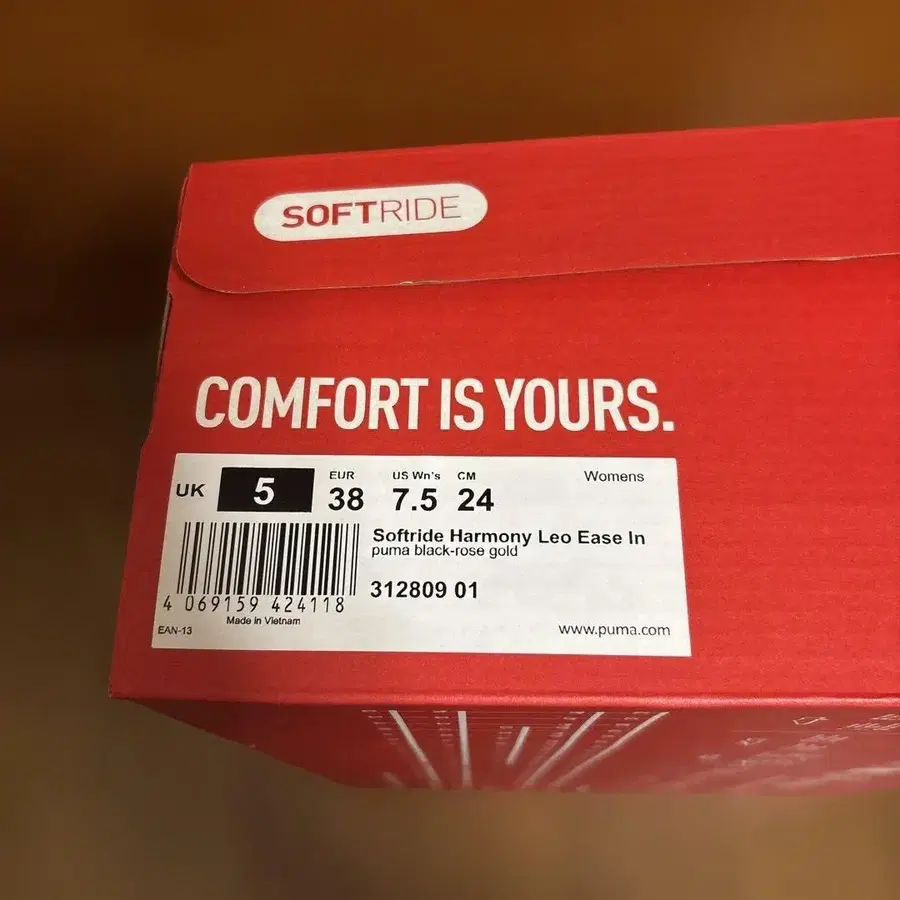 SOFTRIDE
COMFORT IS YOURS.
UK 5 EUR 38 US Wn's 7.5 CM 24 Womens
Softride Harmony Leo Ease In
puma black-rose gold
312809 01
4 069159 424118
Made in Vietnam
EAN-13
www.puma.com